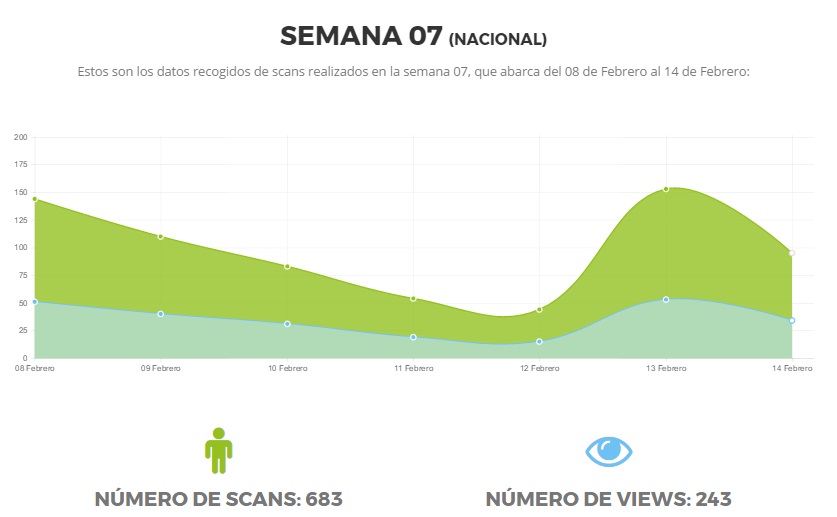 SEMANA 07 (NACIONAL)
Estos son los datos recogidos de scans realizados en la semana 07, que abarca del 08 de Febrero al 14 de Febrero:
200
175
150
125
100
75
50
25
0
08 Febrero 09 Febrero 10 Febrero 11 Febrero 12 Febrero 13 Febrero 14 Febrero
NÚMERO DE SCANS: 683 NÚMERO DE VIEWS: 243